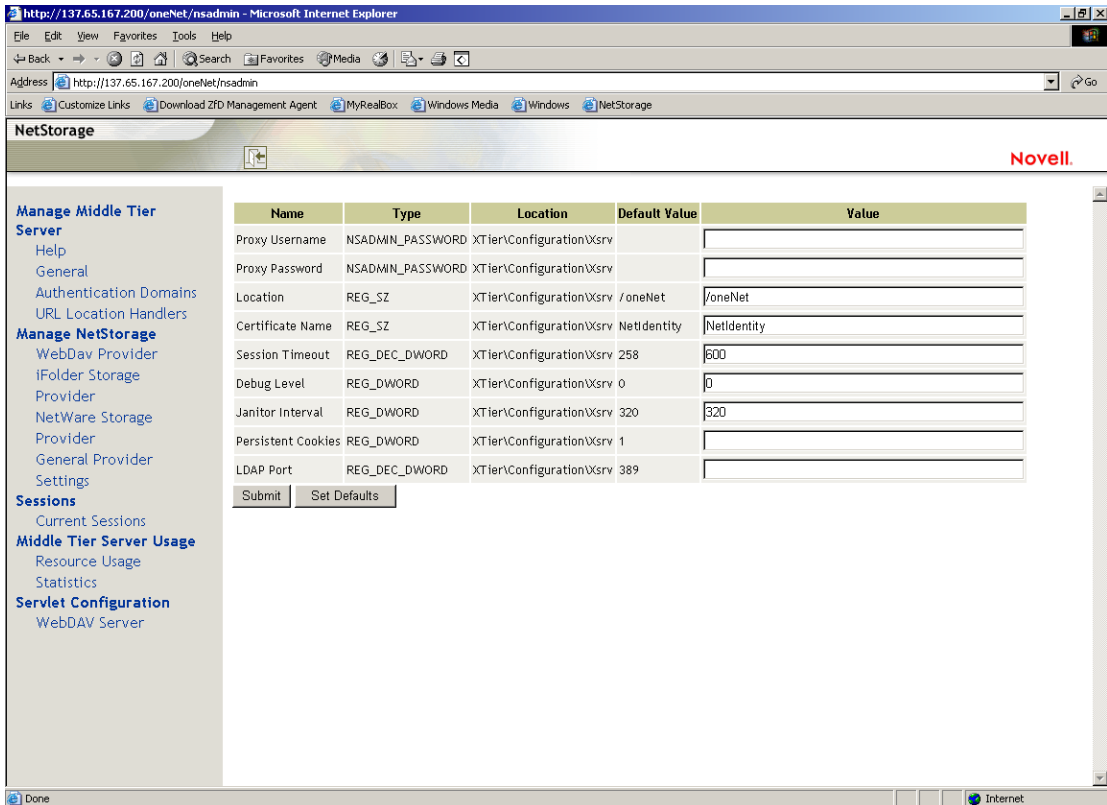 http://137.65.167.200/oneNet/nsadmin - Microsoft Internet Explorer
File Edit View Favorites Tools Help
Back Search Favorites Media
Address http://137.65.167.200/oneNet/nsadmin Go
Links Customize Links Download ZfD Management Agent MyRealBox Windows Media Windows NetStorage
NetStorage
Novell.
Manage Middle Tier
Server
Help
General
Authentication Domains
URL Location Handlers
Manage NetStorage
WebDav Provider
iFolder Storage
Provider
NetWare Storage
Provider
General Provider
Settings
Sessions
Current Sessions
Middle Tier Server Usage
Resource Usage
Statistics
Servlet Configuration
WebDAV Server
Name Type Location Default Value Value
Proxy Username NSADMIN_PASSWORD XTier\Configuration\Xsrv
Proxy Password NSADMIN_PASSWORD XTier\Configuration\Xsrv
Location REG_SZ XTier\Configuration\Xsrv /oneNet /oneNet
Certificate Name REG_SZ XTier\Configuration\Xsrv NetIdentity NetIdentity
Session Timeout REG_DEC_DWORD XTier\Configuration\Xsrv 258 600
Debug Level REG_DWORD XTier\Configuration\Xsrv 0 0
Janitor Interval REG_DWORD XTier\Configuration\Xsrv 320 320
Persistent Cookies REG_DWORD XTier\Configuration\Xsrv 1
LDAP Port REG_DEC_DWORD XTier\Configuration\Xsrv 389
Submit Set Defaults
Done Internet